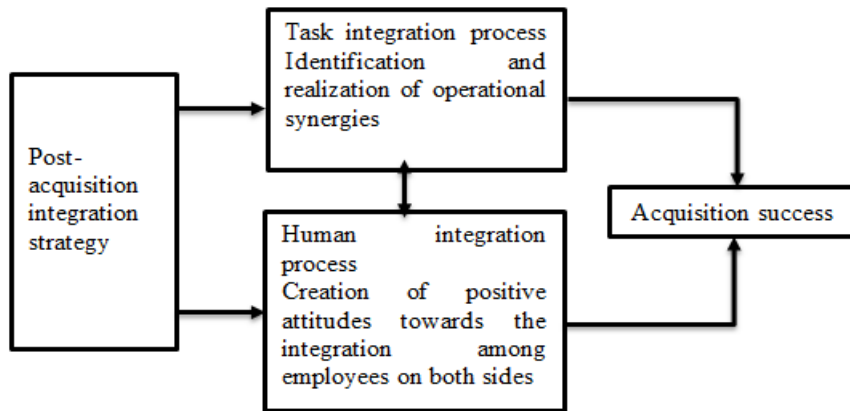 Post-
acquisition
integration
strategy
Task integration process
Identification and
realization of operational
synergies
Human integration
process
Creation of positive
attitudes towards the
integration among
employees on both sides
Acquisition success